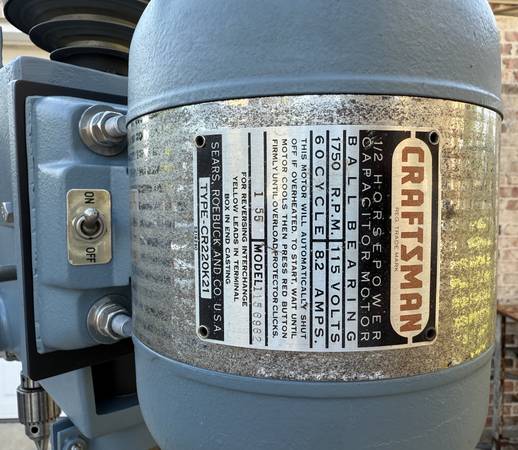 CRAFTSMAN
REG. TRADE MARK
1/2 HORSEPOWER
CAPACITOR MOTOR
BALL BEARING
1750 R.P.M. 115 VOLTS
60 CYCLE 8.2 AMPS.
THIS MOTOR WILL AUTOMATICALLY SHUT
OFF IF OVERHEATED. TO START, WAIT UNTIL
MOTOR COOLS THEN PRESS RED BUTTON
FIRMLY UNTIL OVERLOAD PROTECTOR CLICKS.
1 56 MODEL 115 6962
FOR REVERSING INTERCHANGE
YELLOW LEADS IN TERMINAL
BOX IN END CASTING
SEARS, ROEBUCK AND CO. U.S.A.
TYPE-CR220K21
ON
OFF